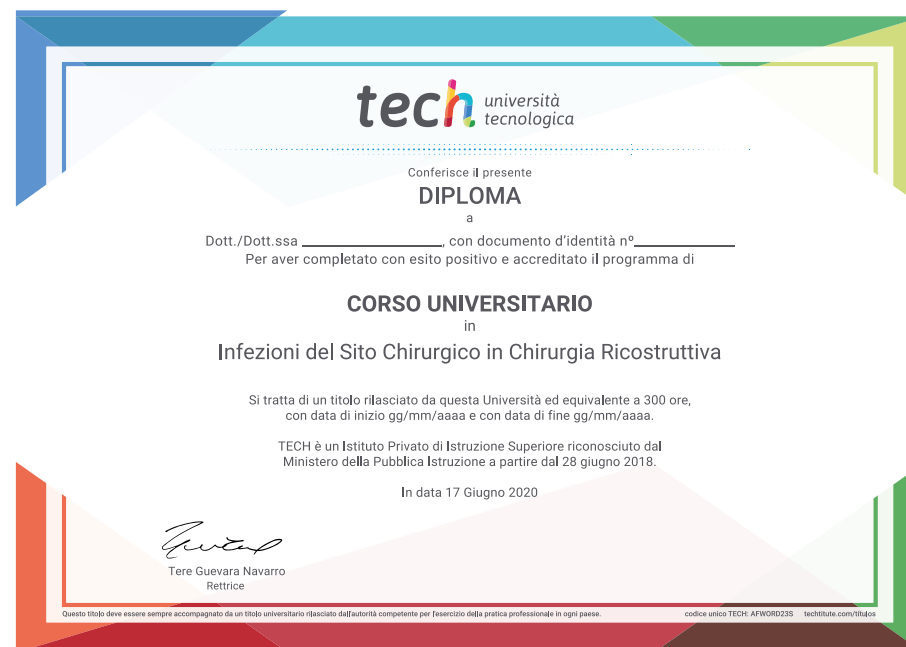 tech università
tecnologica
Conferisce il presente
DIPLOMA
a
Dott./Dott.ssa ____________________, con documento d'identità nº______________
Per aver completato con esito positivo e accreditato il programma di
CORSO UNIVERSITARIO
in
Infezioni del Sito Chirurgico in Chirurgia Ricostruttiva
Si tratta di un titolo rilasciato da questa Università ed equivalente a 300 ore,
con data di inizio gg/mm/aaaa e con data di fine gg/mm/aaaa.
TECH è un Istituto Privato di Istruzione Superiore riconosciuto dal
Ministero della Pubblica Istruzione a partire dal 28 giugno 2018.
In data 17 Giugno 2020
Tere Guevara Navarro
Rettrice
Questo titolo deve essere sempre accompagnato da un titolo universitario rilasciato dall'autorità competente per l'esercizio della pratica professionale in ogni paese. codice unico TECH: AFWORD23S techtitute.com/titulos